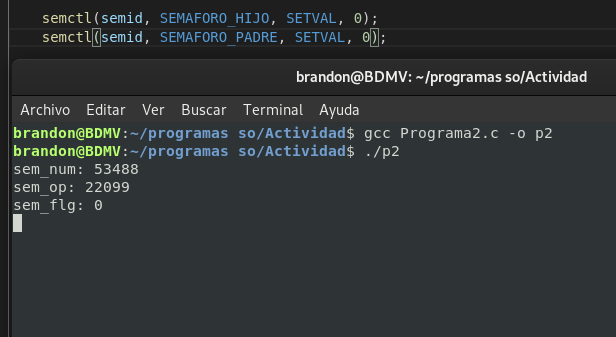 semctl(semid, SEMAFORO_HIJO, SETVAL, 0);
semctl(semid, SEMAFORO_PADRE, SETVAL, 0);
brandon@BDMV: ~/programas so/Actividad
Archivo Editar Ver Buscar Terminal Ayuda
brandon@BDMV:~/programas so/Actividad$ gcc Programa2.c -o p2
brandon@BDMV:~/programas so/Actividad$ ./p2
sem_num: 53488
sem_op: 22099
sem_flg: 0